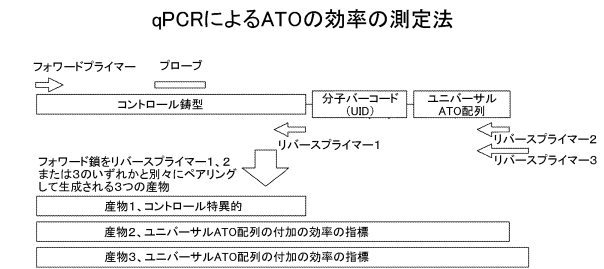 qPCRによるATOの効率の測定法
フォワードプライマー
プローブ
コントロール鋳型
分子バーコード
(UID)
ユニバーサル
ATO配列
リバースプライマー1
リバースプライマー2
リバースプライマー3
フォワード鎖をリバースプライマー1、2
または3のいずれかと別々にペアリング
して生成される3つの産物
産物1、コントロール特異的
産物2、ユニバーサルATO配列の付加の効率の指標
産物3、ユニバーサルATO配列の付加の効率の指標